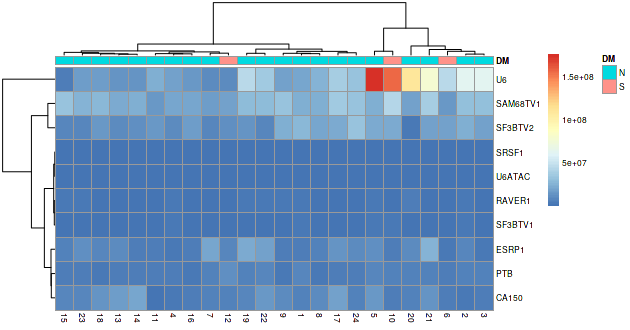 DM
DM
N
S
1.5e+08
1e+08
5e+07
U6
SAM68TV1
SF3BTV2
SRSF1
U6ATAC
RAVER1
SF3BTV1
ESRP1
PTB
CA150
15 23 18 13 14 11 4 16 7 12 19 22 9 1 8 17 24 5 10 20 21 6 2 3